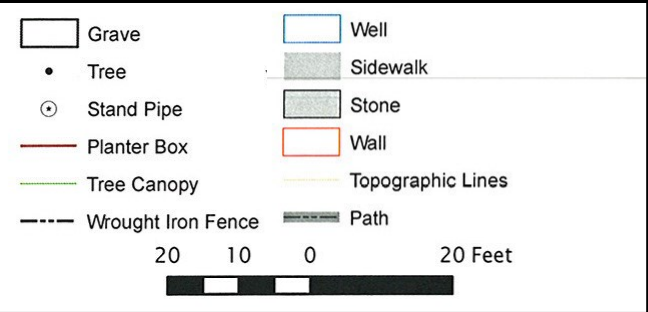 Grave
Tree
Stand Pipe
Planter Box
Tree Canopy
Wrought Iron Fence
Well
Sidewalk
Stone
Wall
Topographic Lines
Path
20 10 0 20 Feet